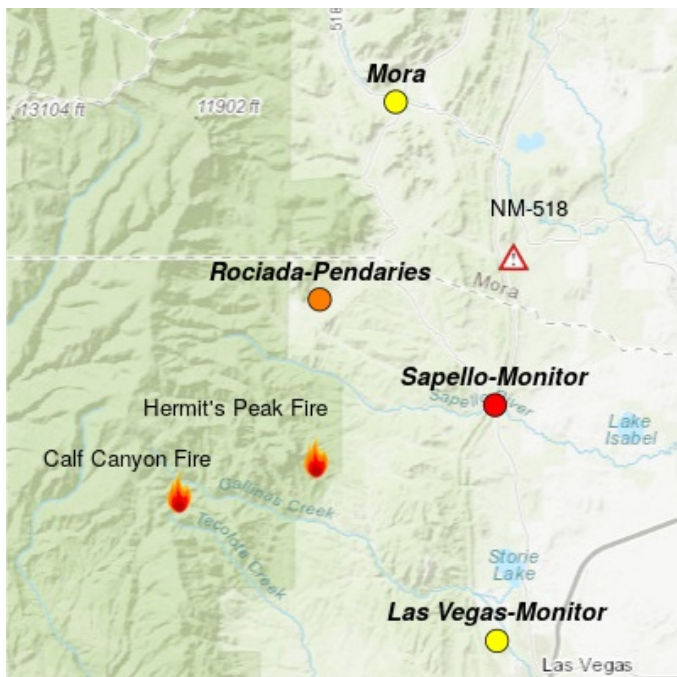 518
Mora
13104 ft
11902 ft
NM-518
Rociada-Pendaries
Mora
Sapello-Monitor
Sapello River
Hermit's Peak Fire
Lake
Isabel
Calf Canyon Fire
Gallinas Creek
Tecolote Creek
Storie
Lake
Las Vegas-Monitor
Las Vegas